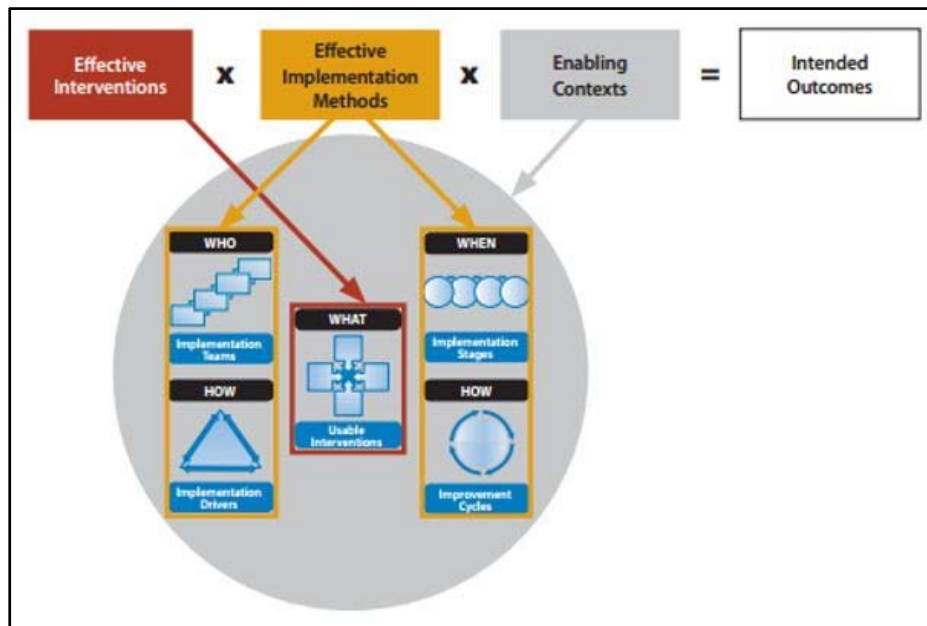 Effective
Interventions
x
Effective
Implementation
Methods
x
Enabling
Contexts
=
Intended
Outcomes
WHO
Implementation
Teams
HOW
Implementation
Drivers
WHAT
Usable
Interventions
WHEN
Implementation
Stages
HOW
Improvement
Cycles